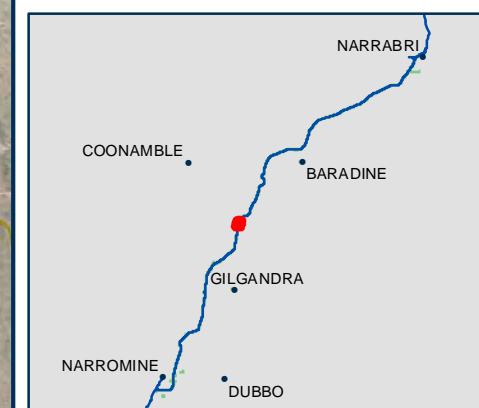 NARRABRI
COONAMBLE
BARADINE
GILGANDRA
NARROMINE
DUBBO